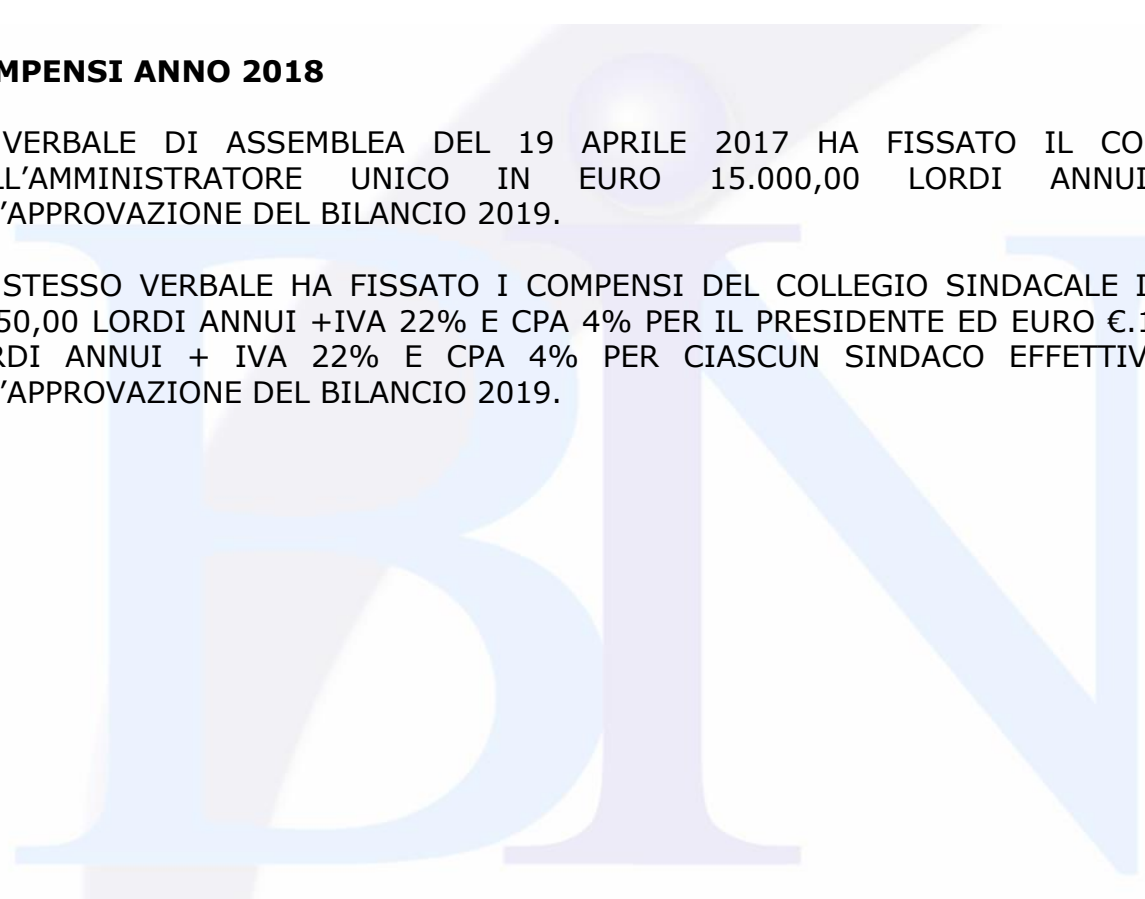 MPENSI ANNO 2018
VERBALE DI ASSEMBLEA DEL 19 APRILE 2017 HA FISSATO IL CO
LL’AMMINISTRATORE UNICO IN EURO 15.000,00 LORDI ANNUI
’APPROVAZIONE DEL BILANCIO 2019.
STESSO VERBALE HA FISSATO I COMPENSI DEL COLLEGIO SINDACALE I
50,00 LORDI ANNUI +IVA 22% E CPA 4% PER IL PRESIDENTE ED EURO €.1
RDI ANNUI + IVA 22% E CPA 4% PER CIASCUN SINDACO EFFETTIV
’APPROVAZIONE DEL BILANCIO 2019.
BIN